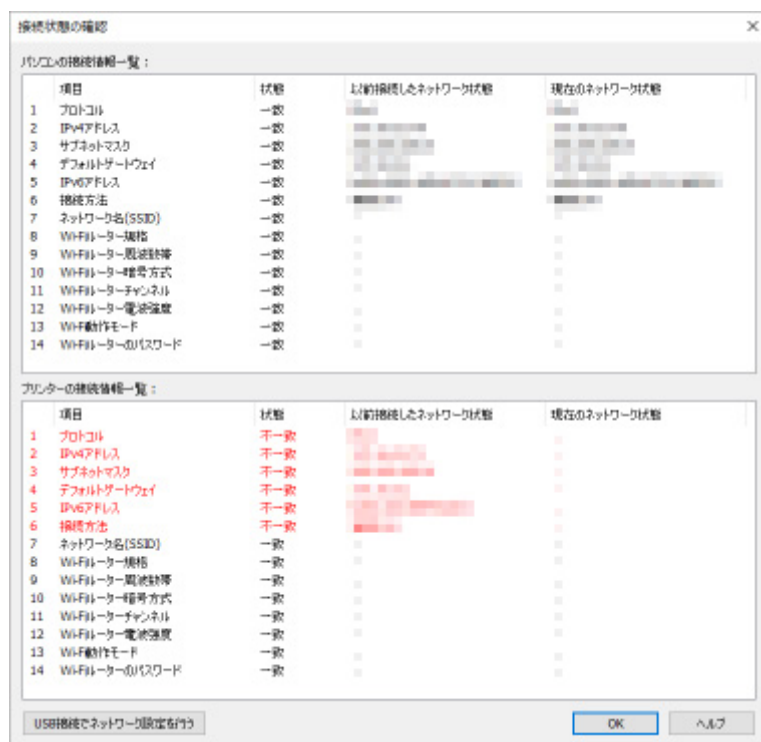 接続状態の確認
パソコンの接続情報一覧：
項目 状態 以前接続したネットワーク状態 現在のネットワーク状態
1 プロトコル 一致
2 IPv4アドレス 一致
3 サブネットマスク 一致
4 デフォルトゲートウェイ 一致
5 IPv6アドレス 一致
6 接続方法 一致
7 ネットワーク名(SSID) 一致
8 Wi-Fiルーター規格 一致
9 Wi-Fiルーター周波数帯 一致
10 Wi-Fiルーター暗号方式 一致
11 Wi-Fiルーターチャンネル 一致
12 Wi-Fiルーター電波強度 一致
13 Wi-Fi動作モード 一致
14 Wi-Fiルーターのパスワード 一致
プリンターの接続情報一覧：
項目 状態 以前接続したネットワーク状態 現在のネットワーク状態
1 プロトコル 不一致
2 IPv4アドレス 不一致
3 サブネットマスク 不一致
4 デフォルトゲートウェイ 不一致
5 IPv6アドレス 不一致
6 接続方法 不一致
7 ネットワーク名(SSID) 一致
8 Wi-Fiルーター規格 一致
9 Wi-Fiルーター周波数帯 一致
10 Wi-Fiルーター暗号方式 一致
11 Wi-Fiルーターチャンネル 一致
12 Wi-Fiルーター電波強度 一致
13 Wi-Fi動作モード 一致
14 Wi-Fiルーターのパスワード 一致
USB接続でネットワーク設定を行う OK ヘルプ